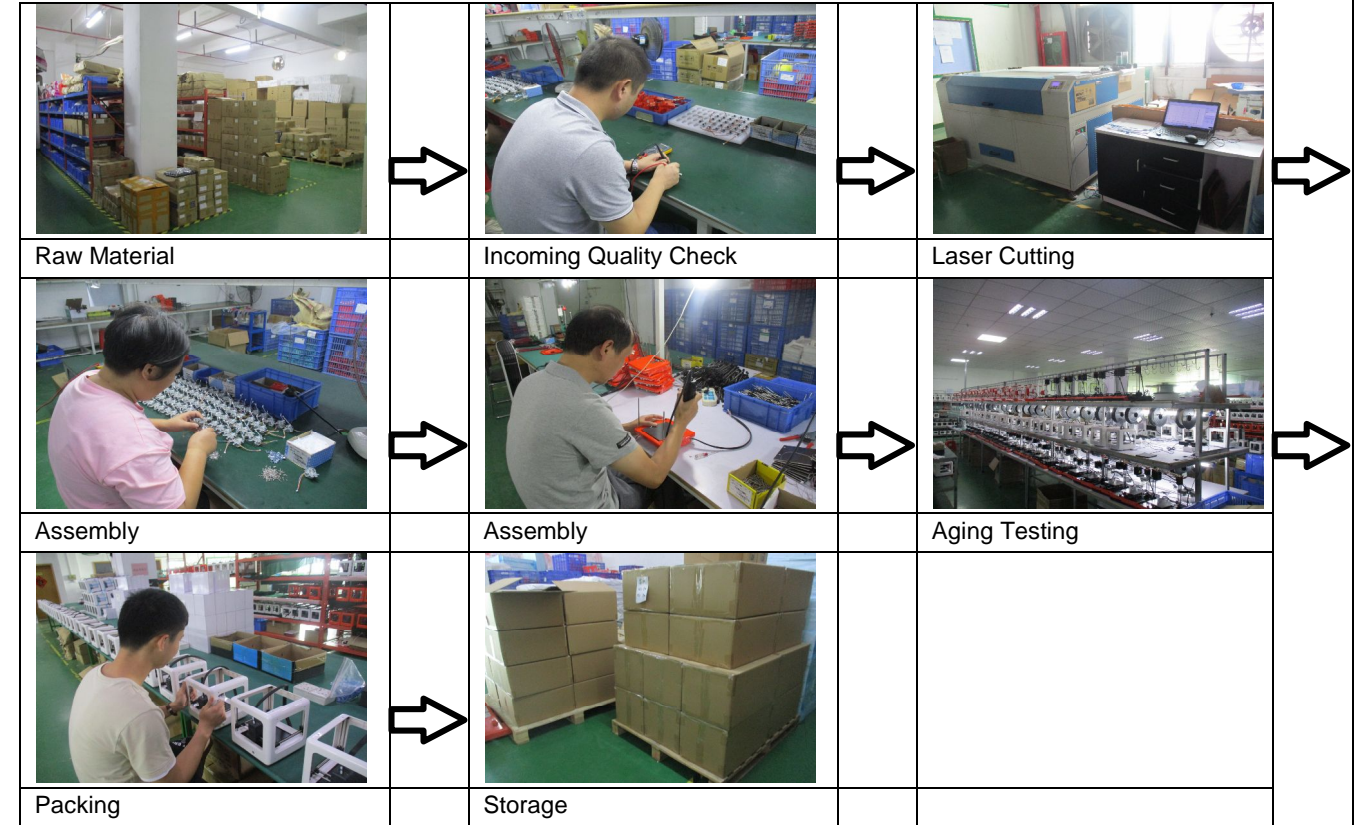 Raw Material
Incoming Quality Check
Laser Cutting
Assembly
Assembly
Aging Testing
Packing
Storage